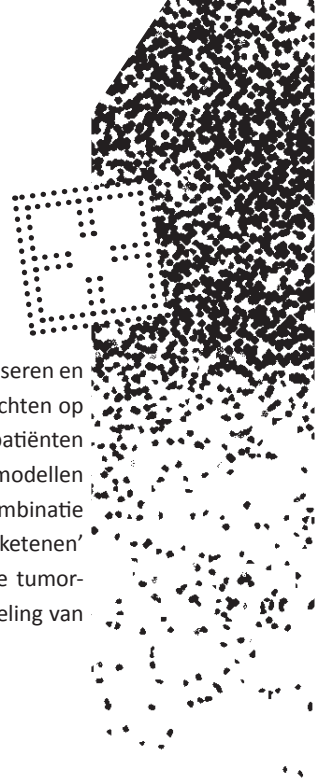 seren en
chten op
patiënten
modellen
mbinatie
ketenen’
e tumor-
eling van